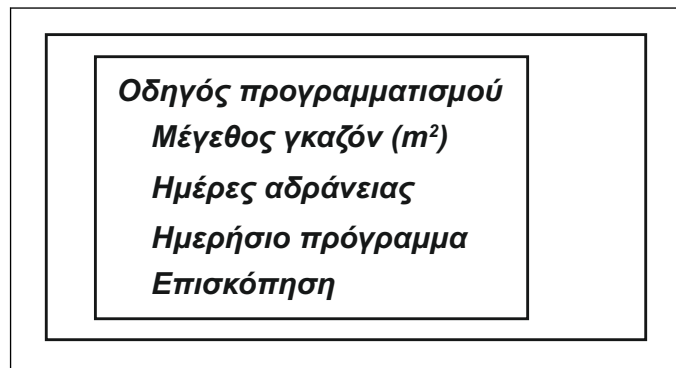 Οδηγός προγραμματισμού
Μέγεθος γκαζόν (m²)
Ημέρες αδράνειας
Ημερήσιο πρόγραμμα
Επισκόπηση